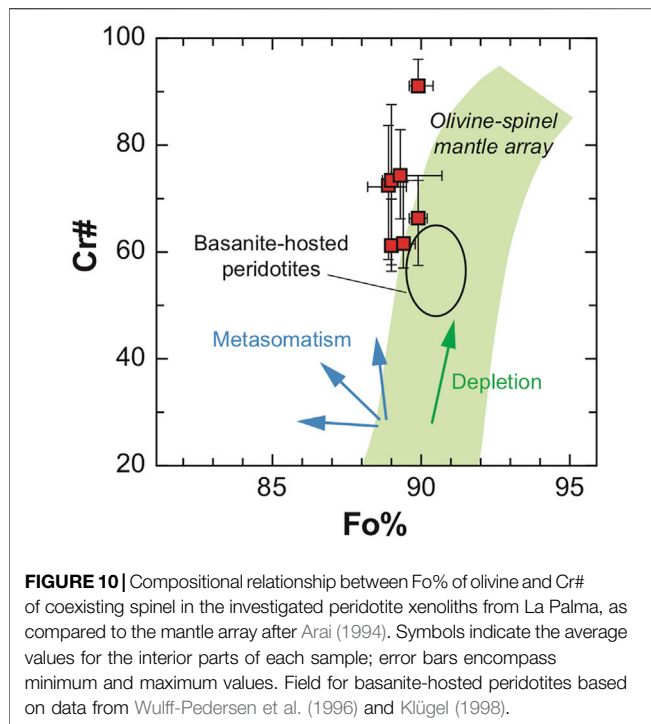 100
80
60
40
20
Cr#
Olivine-spinel
mantle array
Basanite-hosted
peridotites
Metasomatism
Depletion
85
90
95
Fo%
FIGURE 10 | Compositional relationship between Fo% of olivine and Cr#
of coexisting spinel in the investigated peridotite xenoliths from La Palma, as
compared to the mantle array after Arai (1994). Symbols indicate the average
values for the interior parts of each sample; error bars encompass
minimum and maximum values. Field for basanite-hosted peridotites based
on data from Wulff-Pedersen et al. (1996) and Klügel (1998).